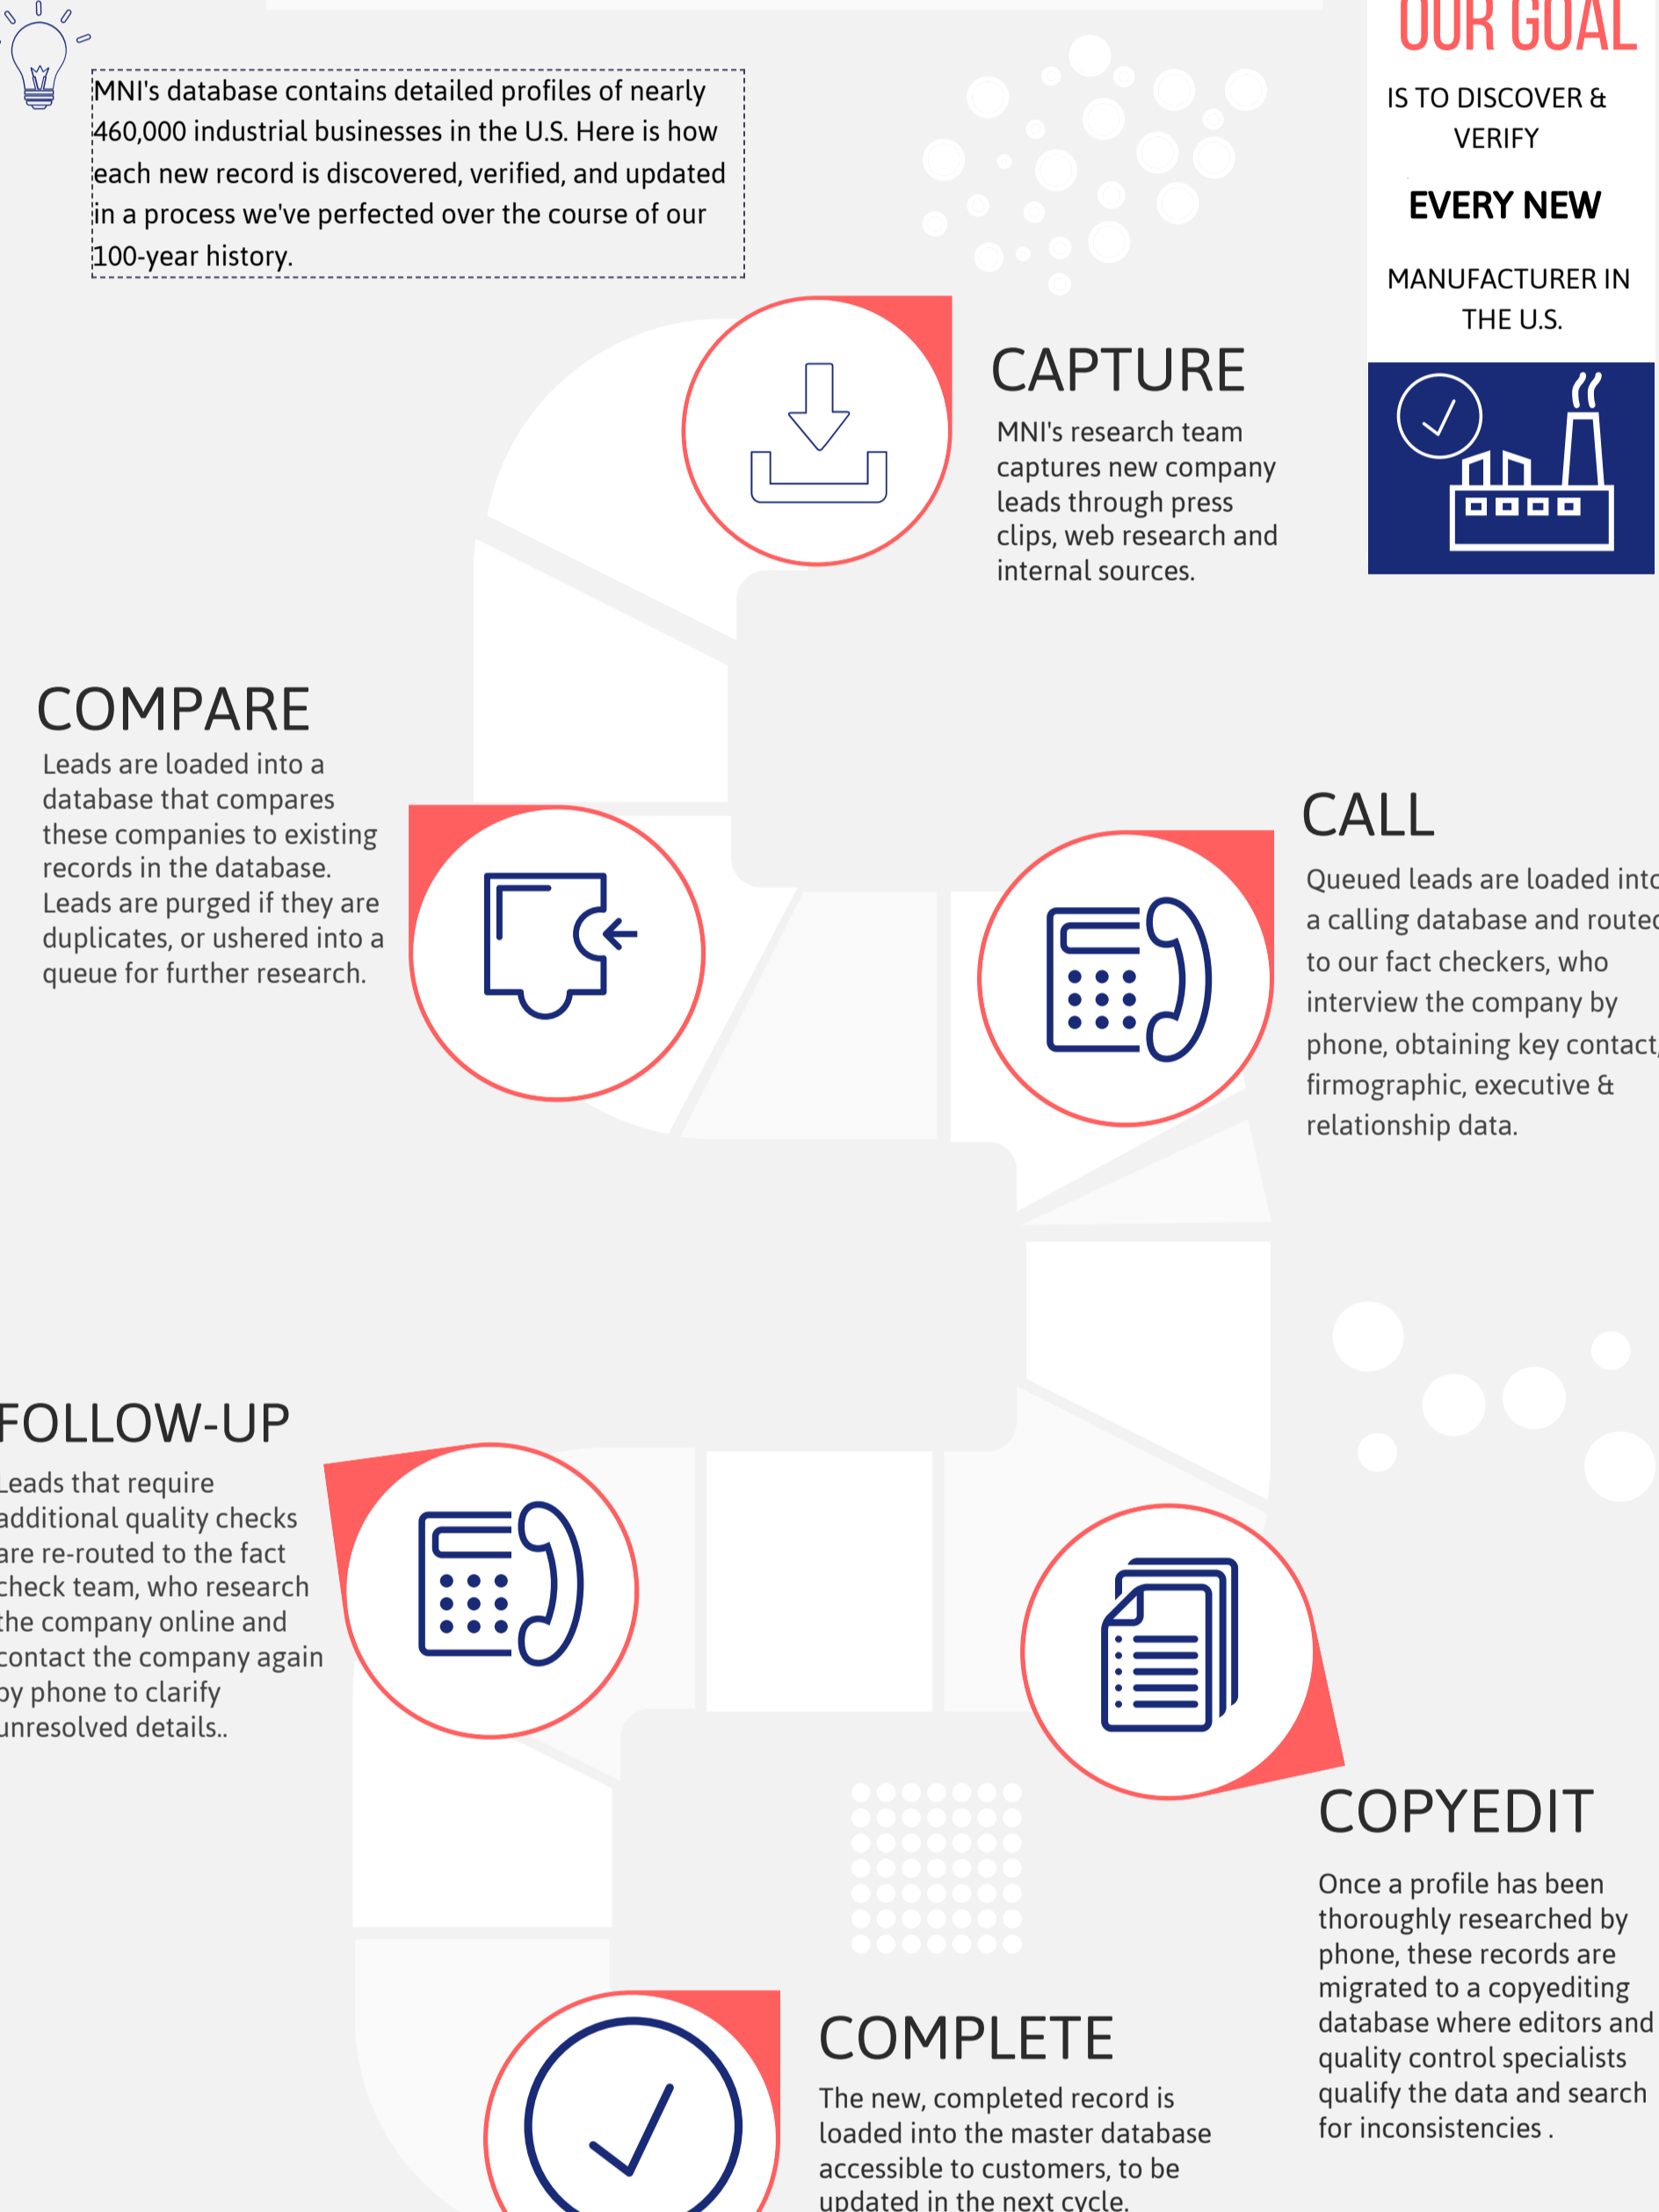 MNI's database contains detailed profiles of nearly
460,000 industrial businesses in the U.S. Here is how
each new record is discovered, verified, and updated
in a process we've perfected over the course of our
100-year history.
OUR GOAL
IS TO DISCOVER &
VERIFY
EVERY NEW
MANUFACTURER IN
THE U.S.
CAPTURE
MNI's research team
captures new company
leads through press
clips, web research and
internal sources.
COMPARE
Leads are loaded into a
database that compares
these companies to existing
records in the database.
Leads are purged if they are
duplicates, or ushered into a
queue for further research.
CALL
Queued leads are loaded into
a calling database and routed
to our fact checkers, who
interview the company by
phone, obtaining key contact,
firmographic, executive &
relationship data.
FOLLOW-UP
Leads that require
additional quality checks
are re-routed to the fact
check team, who research
the company online and
contact the company again
by phone to clarify
unresolved details..
COPYEDIT
Once a profile has been
thoroughly researched by
phone, these records are
migrated to a copyediting
database where editors and
quality control specialists
qualify the data and search
for inconsistencies .
COMPLETE
The new, completed record is
loaded into the master database
accessible to customers, to be
updated in the next cycle.